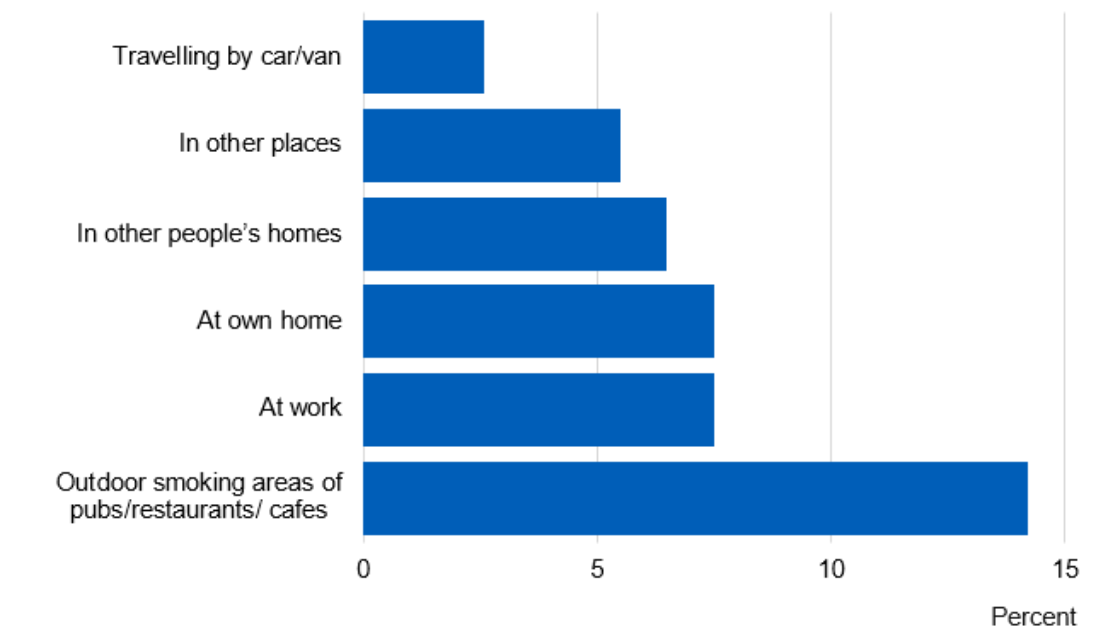 Travelling by car/van
In other places
In other people’s homes
At own home
At work
Outdoor smoking areas of
pubs/restaurants/ cafes
0 5 10 15
Percent